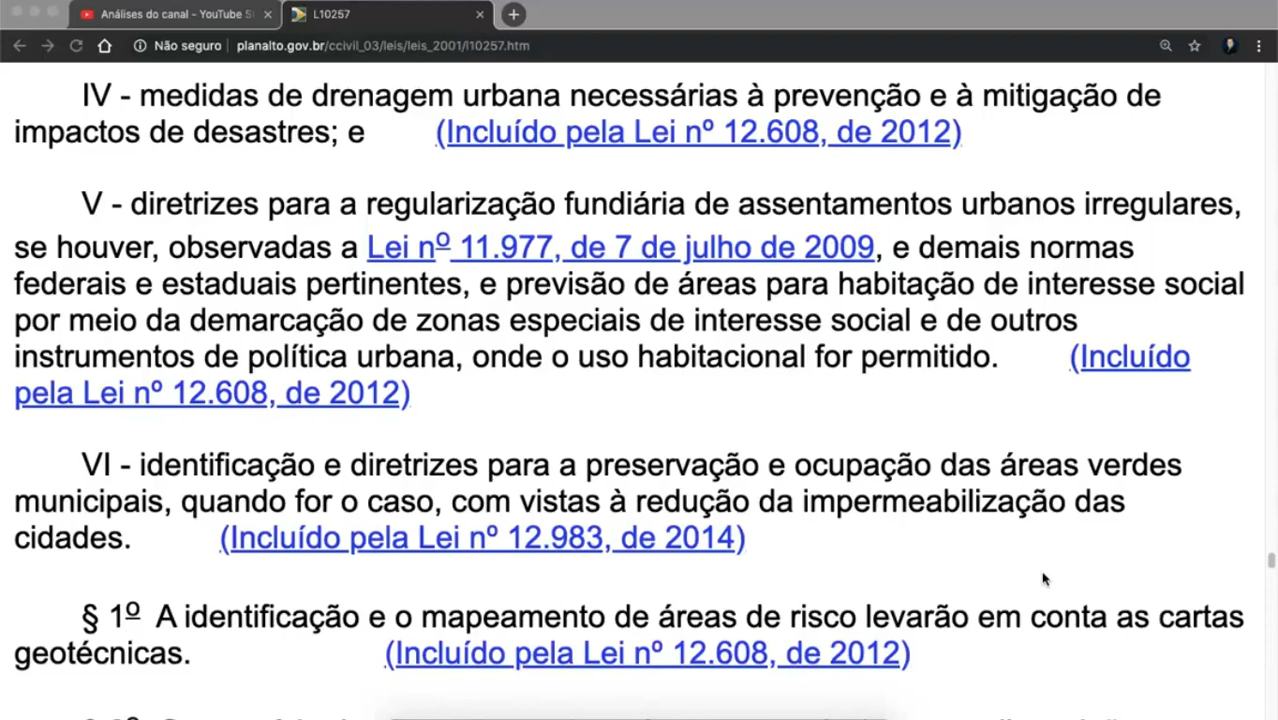 Análises do canal - YouTube S
L10257
Não seguro
planalto.gov.br/ccivil_03/leis/leis_2001/l10257.htm
IV - medidas de drenagem urbana necessárias à prevenção e à mitigação de
impactos de desastres; e (Incluído pela Lei nº 12.608, de 2012)
V - diretrizes para a regularização fundiária de assentamentos urbanos irregulares,
se houver, observadas a Lei nº 11.977, de 7 de julho de 2009, e demais normas
federais e estaduais pertinentes, e previsão de áreas para habitação de interesse social
por meio da demarcação de zonas especiais de interesse social e de outros
instrumentos de política urbana, onde o uso habitacional for permitido. (Incluído
pela Lei nº 12.608, de 2012)
VI - identificação e diretrizes para a preservação e ocupação das áreas verdes
municipais, quando for o caso, com vistas à redução da impermeabilização das
cidades. (Incluído pela Lei nº 12.983, de 2014)
§ 1º A identificação e o mapeamento de áreas de risco levarão em conta as cartas
geotécnicas. (Incluído pela Lei nº 12.608, de 2012)